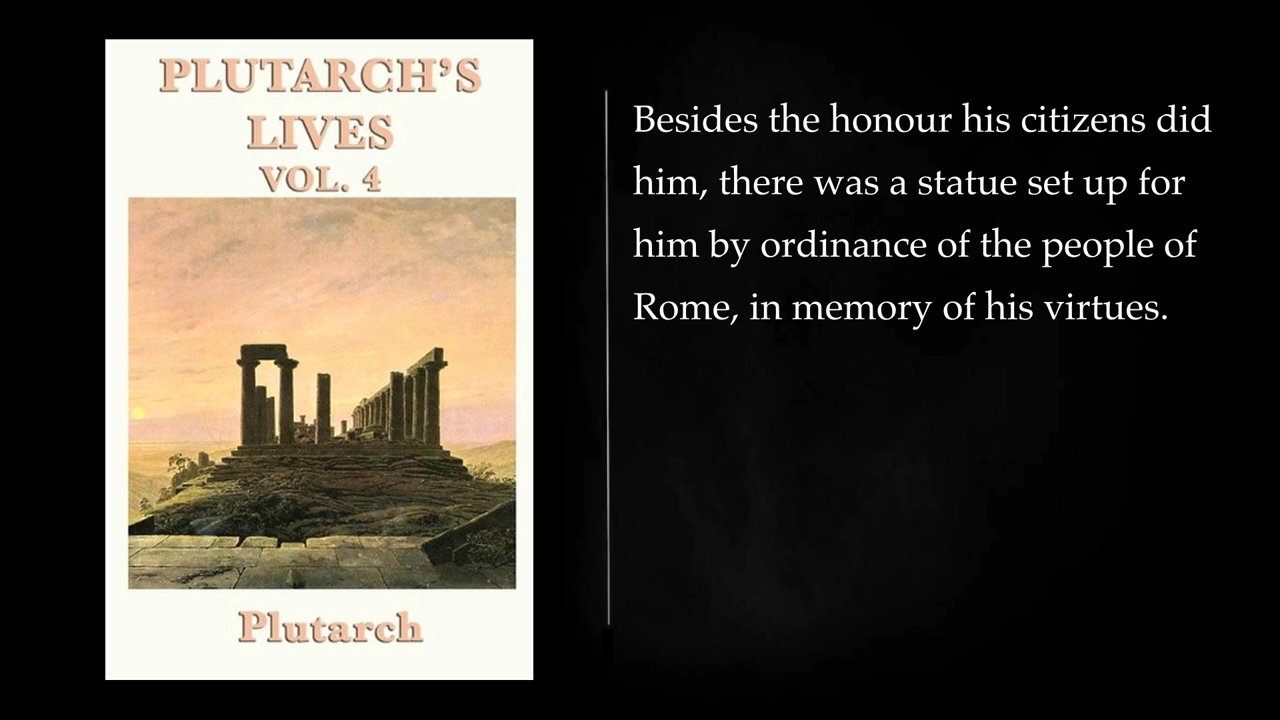 PLUTARCH'S
LIVES
VOL. 4
Plutarch
Besides the honour his citizens did
him, there was a statue set up for
him by ordinance of the people of
Rome, in memory of his virtues.